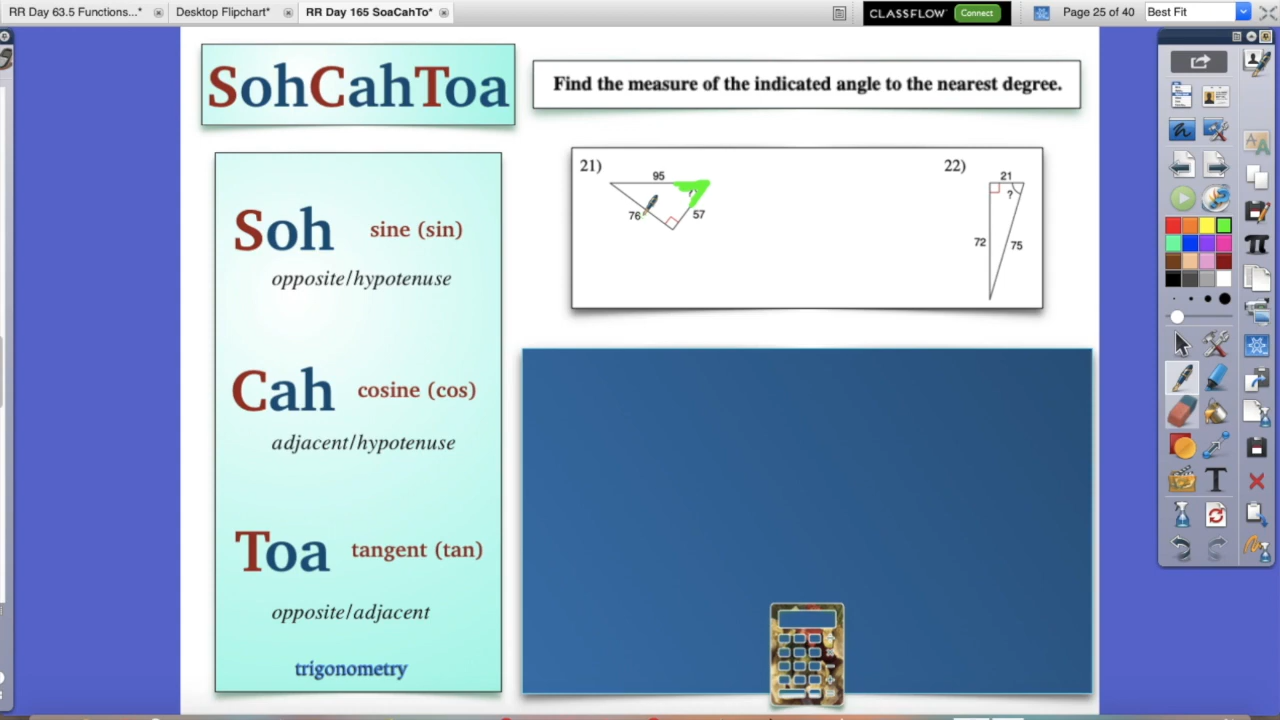 RR Day 63.5 Functions...*
Desktop Flipchart*
RR Day 165 SoaCahTo*
CLASSFLOW Connect
Page 25 of 40
Best Fit
SohCahToa
Find the measure of the indicated angle to the nearest degree.
21)
95
76
57
22)
21
?
72
75
Soh sine (sin)
opposite/hypotenuse
Cah cosine (cos)
adjacent/hypotenuse
Toa tangent (tan)
opposite/adjacent
trigonometry
T
π